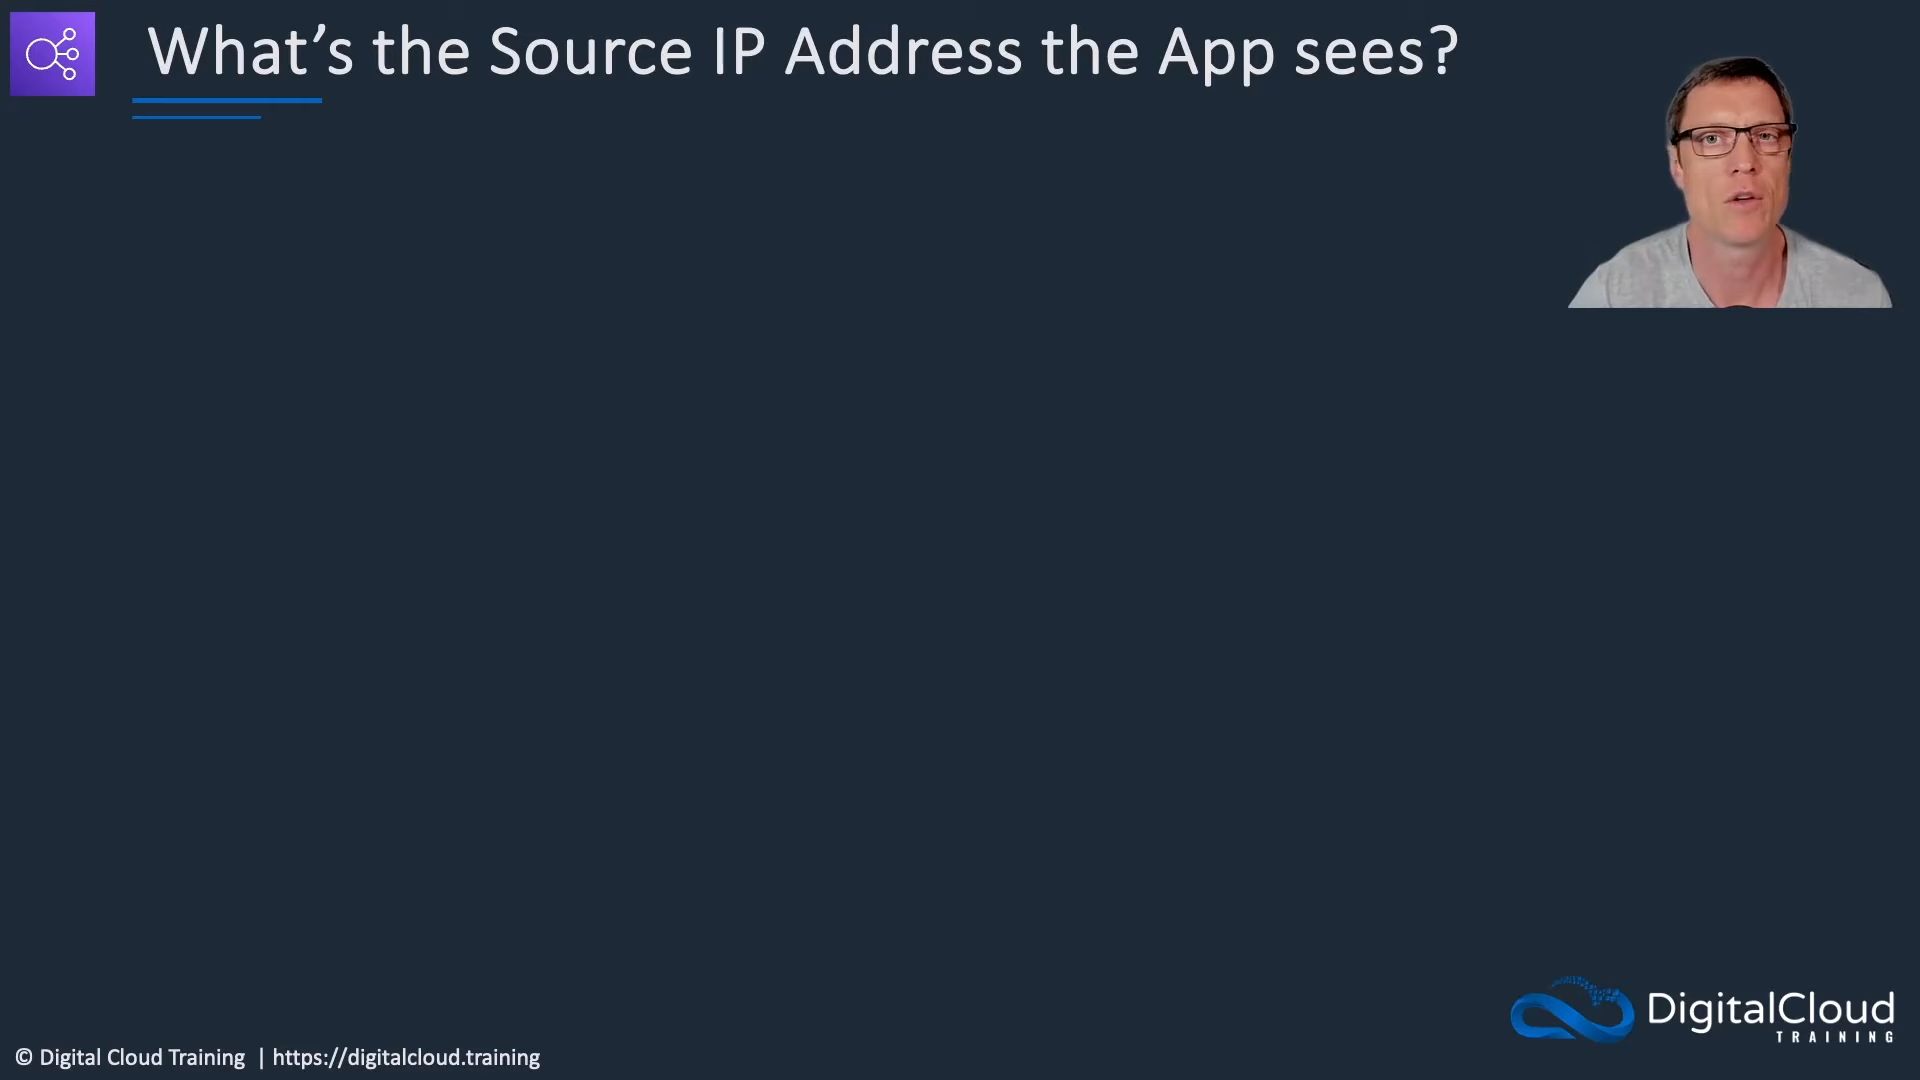 What’s the Source IP Address the App sees?
DigitalCloud
TRAINING
© Digital Cloud Training | https://digitalcloud.training